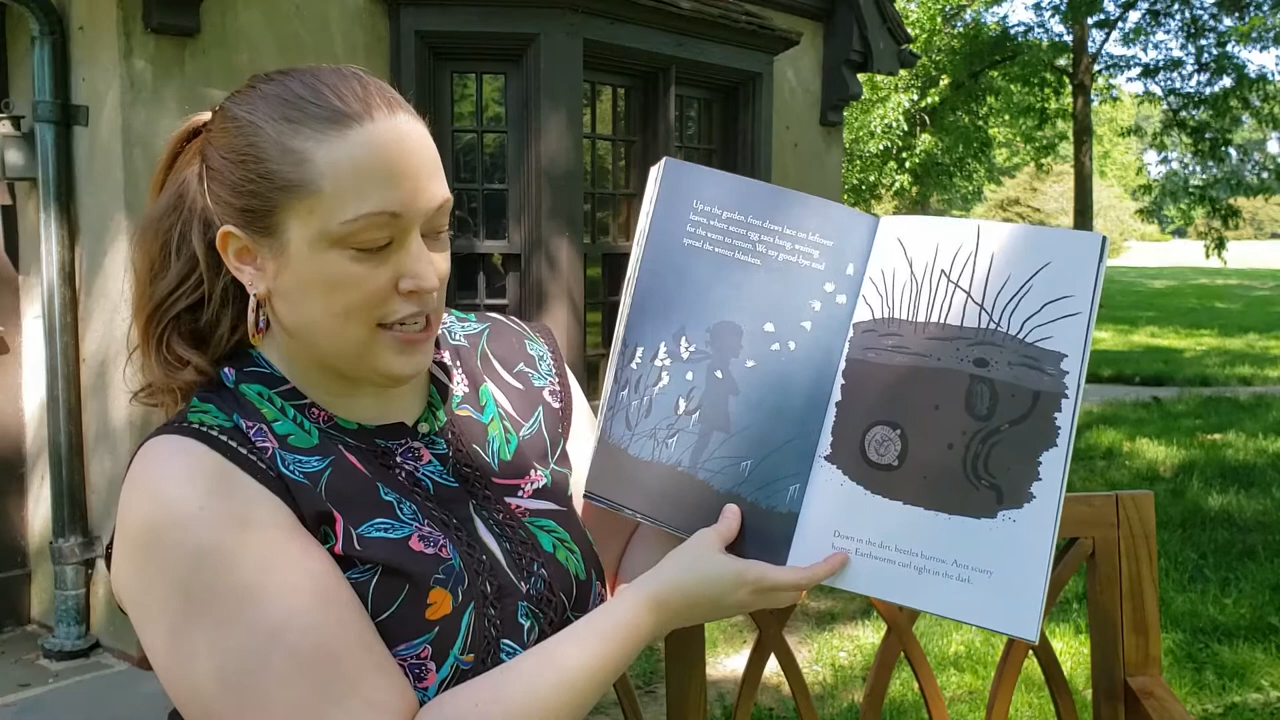 Up in the garden, frost draws lace on leftover
leaves, where secret egg sacs hang, waiting
for the warm to return. We say good-bye and
spread the winter blankets.
Down in the dirt, beetles burrow. Ants scurry
home. Earthworms curl tight in the dark.